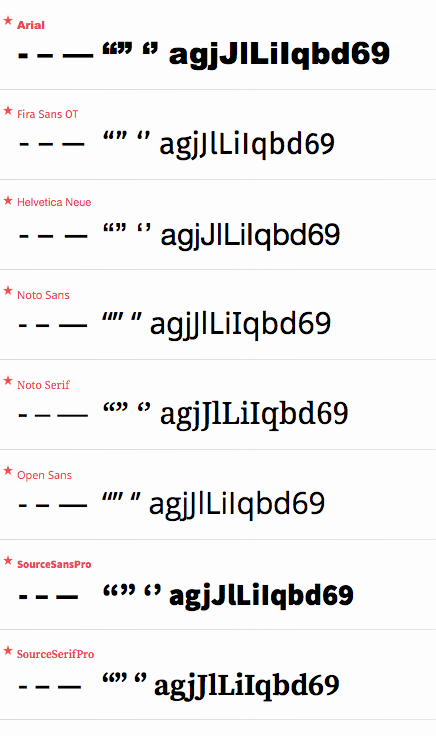 ★ Arial
- – — “” ‘’ agjJlLiIqbd69
★ Fira Sans OT
- – — “” ‘’ agjJlLiIqbd69
★ Helvetica Neue
- – — “” ‘’ agjJlLiIqbd69
★ Noto Sans
- – — “” ‘’ agjJlLiIqbd69
★ Noto Serif
- – — “” ‘’ agjJlLiIqbd69
★ Open Sans
- – — “” ‘’ agjJlLiIqbd69
★ SourceSansPro
- – — “” ‘’ agjJlLiIqbd69
★ SourceSerifPro
- – — “” ‘’ agjJlLiIqbd69